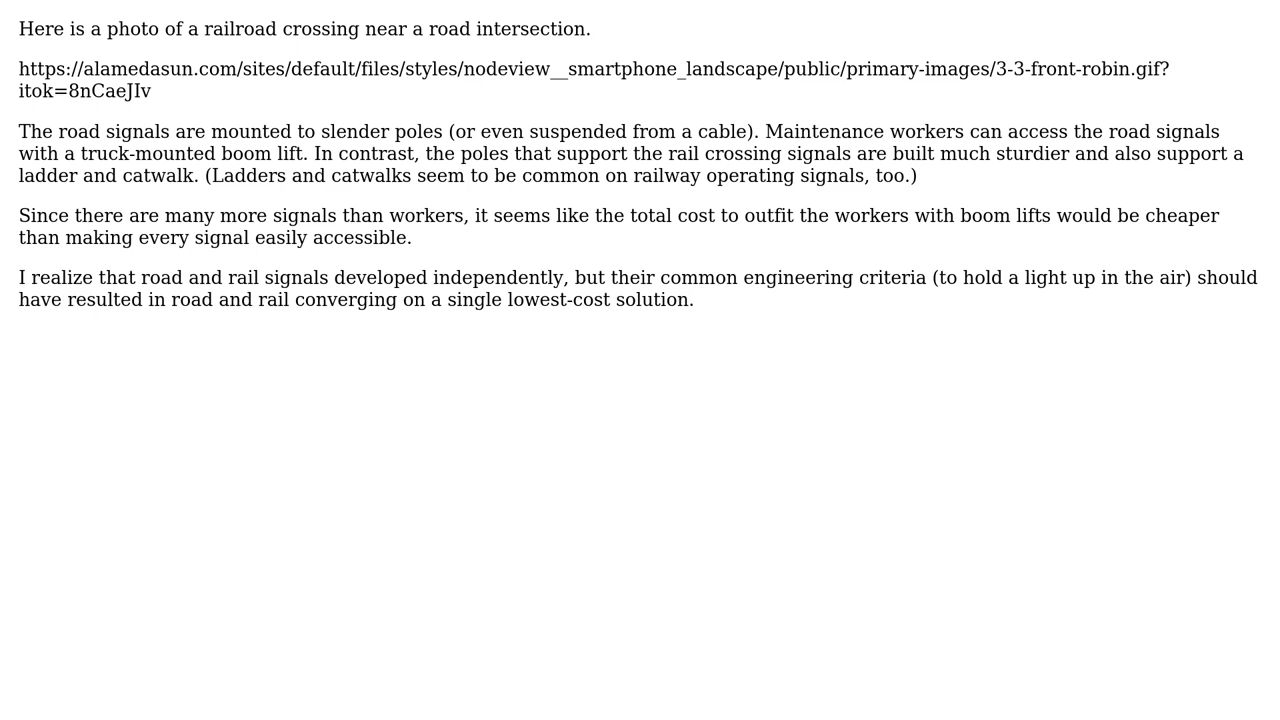 Here is a photo of a railroad crossing near a road intersection.
https://alamedasun.com/sites/default/files/styles/nodeview__smartphone_landscape/public/primary-images/3-3-front-robin.gif?
itok=8nCaeJIv
The road signals are mounted to slender poles (or even suspended from a cable). Maintenance workers can access the road signals
with a truck-mounted boom lift. In contrast, the poles that support the rail crossing signals are built much sturdier and also support a
ladder and catwalk. (Ladders and catwalks seem to be common on railway operating signals, too.)
Since there are many more signals than workers, it seems like the total cost to outfit the workers with boom lifts would be cheaper
than making every signal easily accessible.
I realize that road and rail signals developed independently, but their common engineering criteria (to hold a light up in the air) should
have resulted in road and rail converging on a single lowest-cost solution.